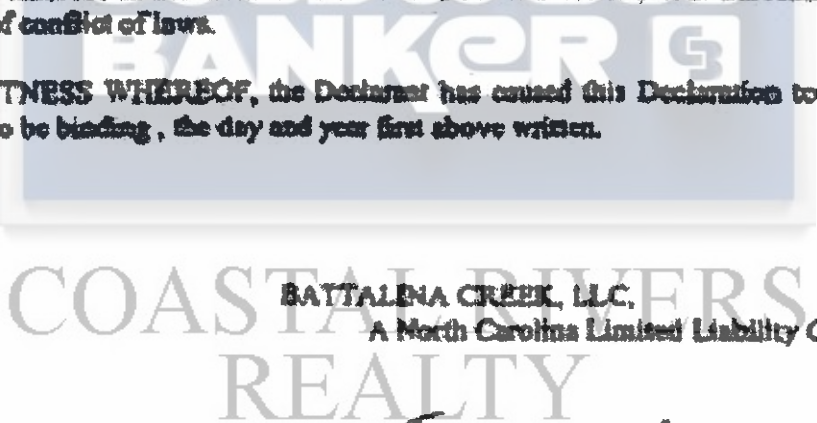 of conflict of laws.
BANKER
TNESS WHEREOF, the Declarant has caused this Declaration to
o be binding , the day and year first above written.
COASTAL RIVERS
BATTALINA CREEK, LLC,
A North Carolina Limited Liability C
REALTY